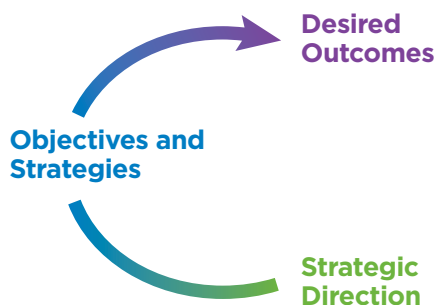 Desired
Outcomes
Objectives and
Strategies
Strategic
Direction